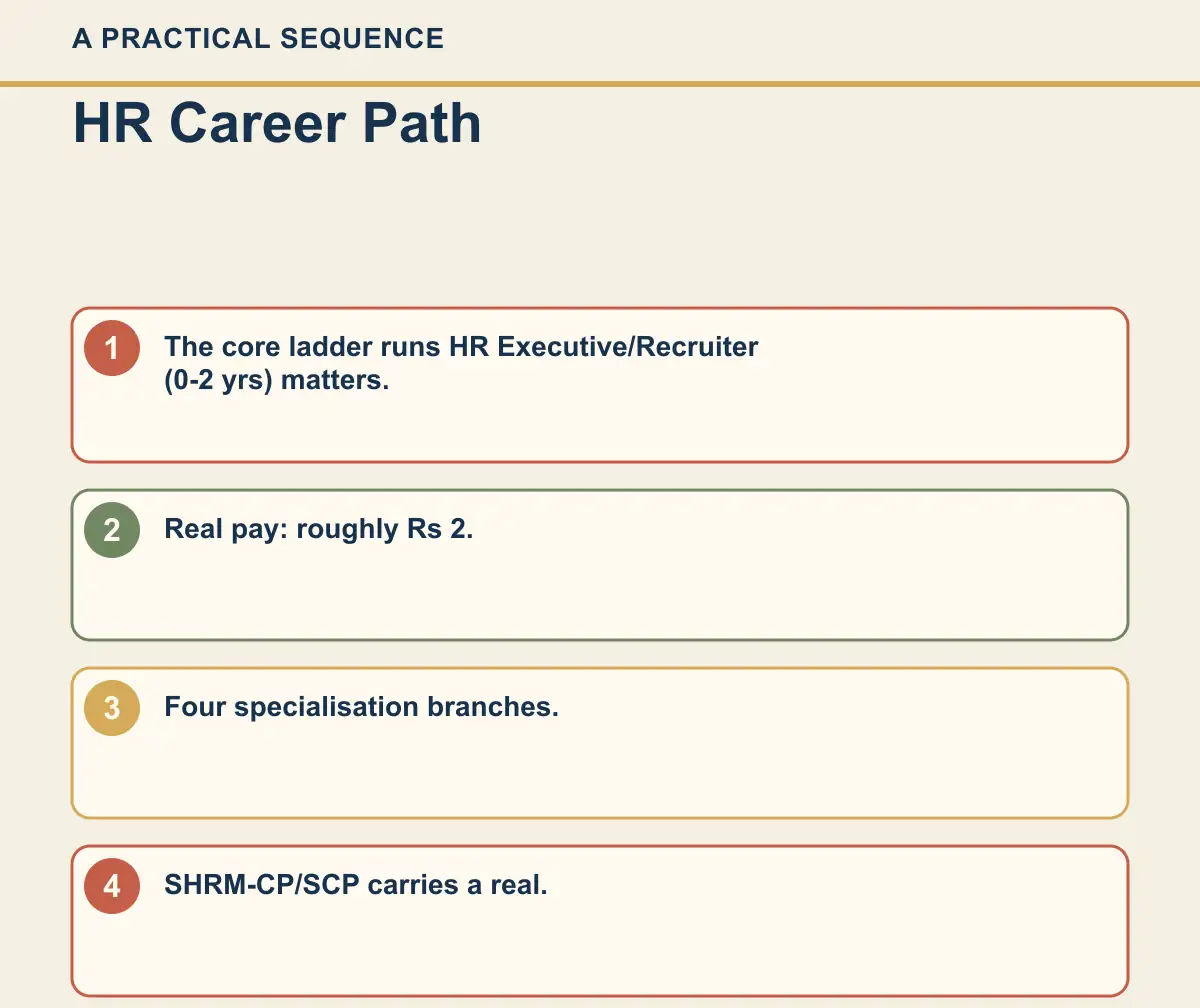 A PRACTICAL SEQUENCE
HR Career Path
1
The core ladder runs HR Executive/Recruiter
(0-2 yrs) matters.
2
Real pay: roughly Rs 2.
3
Four specialisation branches.
4
SHRM-CP/SCP carries a real.